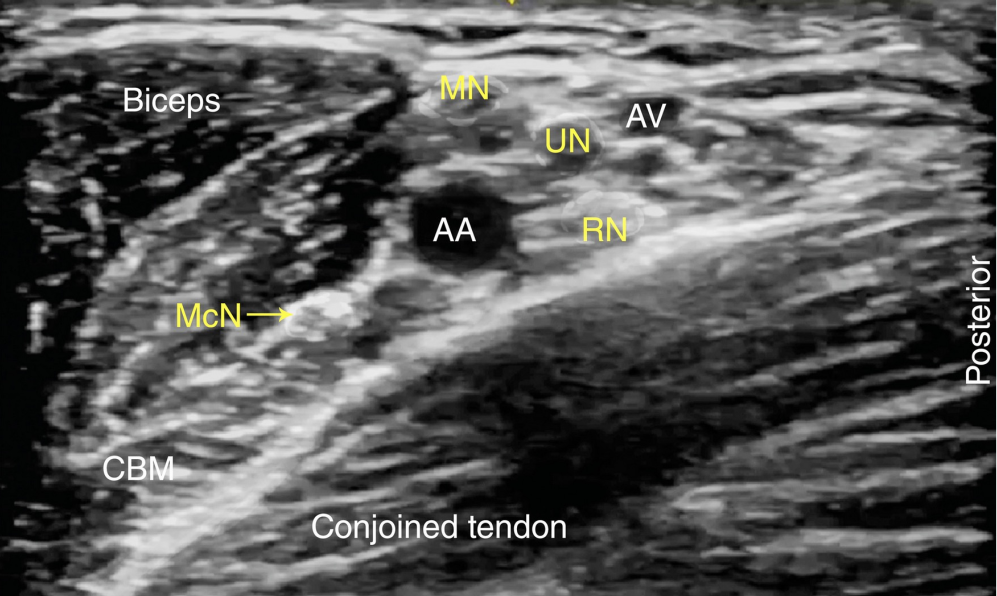 MN
Biceps
AV
UN
AA
RN
McN
Posterior
CBM
Conjoined tendon